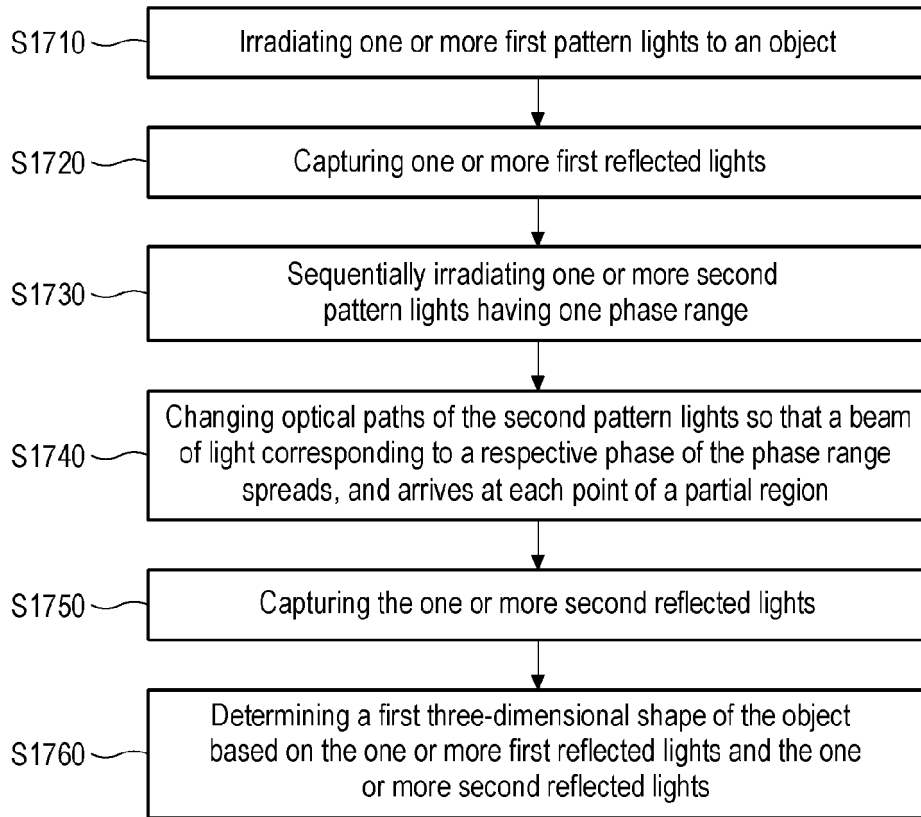 S1710
Irradiating one or more first pattern lights to an object
S1720
Capturing one or more first reflected lights
S1730
Sequentially irradiating one or more second
pattern lights having one phase range
S1740
Changing optical paths of the second pattern lights so that a beam
of light corresponding to a respective phase of the phase range
spreads, and arrives at each point of a partial region
S1750
Capturing the one or more second reflected lights
S1760
Determining a first three-dimensional shape of the object
based on the one or more first reflected lights and the one
or more second reflected lights